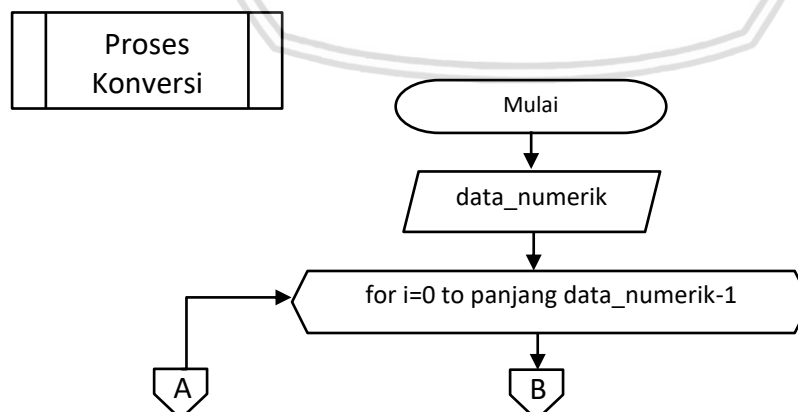 Proses
Konversi
Mulai
data_numerik
for i=0 to panjang data_numerik-1
A
B